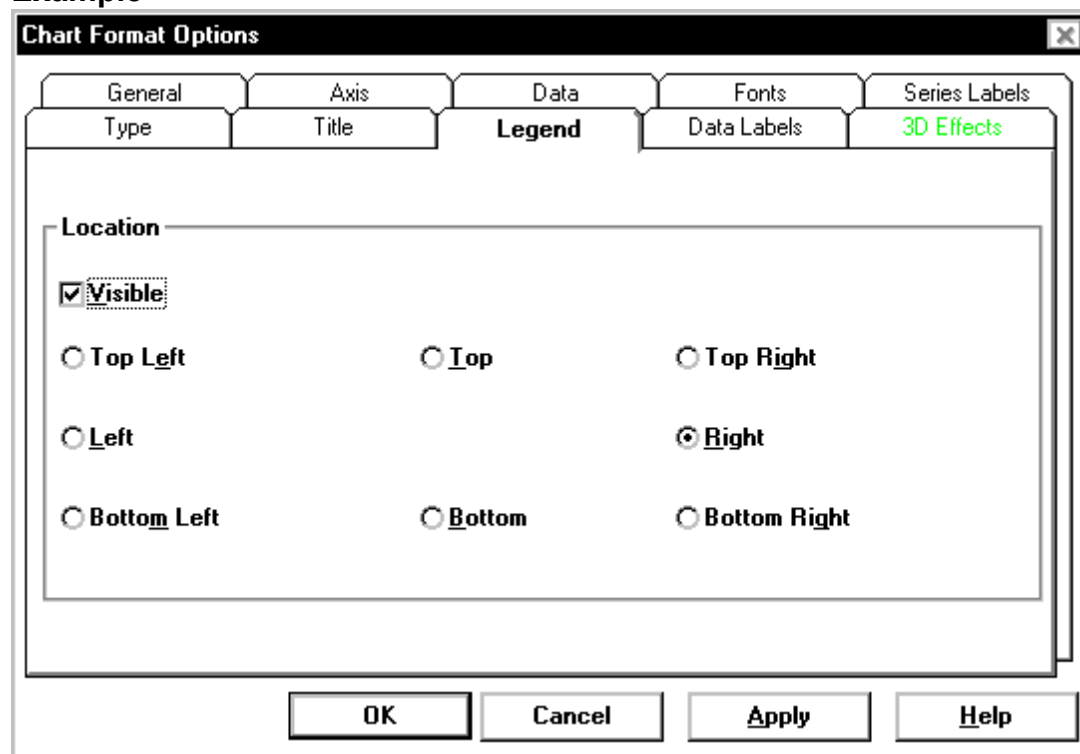 Example
Chart Format Options
General Axis Data Fonts Series Labels
Type Title Legend Data Labels 3D Effects
Location
Visible
Top Left Top Top Right
Left Right
Bottom Left Bottom Bottom Right
OK Cancel Apply Help